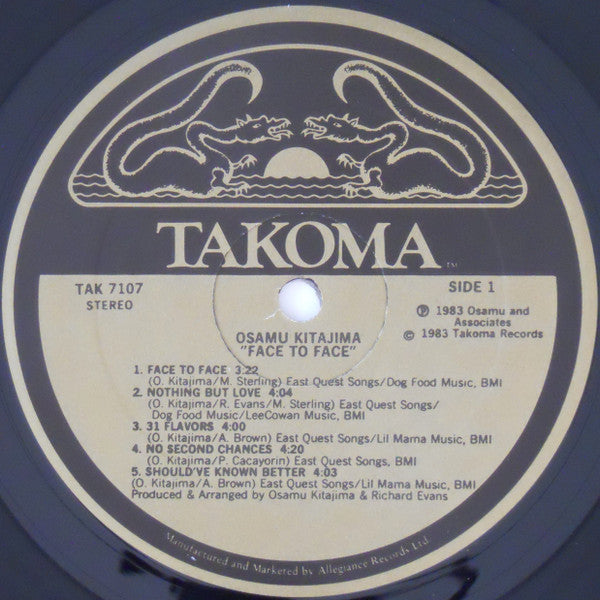 TAKOMA TM
TAK 7107
STEREO
SIDE 1
℗ 1983 Osamu and
Associates
© 1983 Takoma Records
OSAMU KITAJIMA
"FACE TO FACE"
1. FACE TO FACE 3:22
(O. Kitajima/M. Sterling) East Quest Songs/Dog Food Music, BMI
2. NOTHING BUT LOVE 4:04
(O. Kitajima/R. Evans/M. Sterling) East Quest Songs/
Dog Food Music/LeeCowan Music, BMI
3. 31 FLAVORS 4:00
(O. Kitajima/A. Brown) East Quest Songs/Lil Mama Music, BMI
4. NO SECOND CHANCES 4:20
(O. Kitajima/P. Cacayorin) East Quest Songs, BMI
5. SHOULD'VE KNOWN BETTER 4:03
(O. Kitajima/A. Brown) East Quest Songs/Lil Mama Music, BMI
Produced & Arranged by Osamu Kitajima & Richard Evans
Manufactured and Marketed by Allegiance Records Ltd.